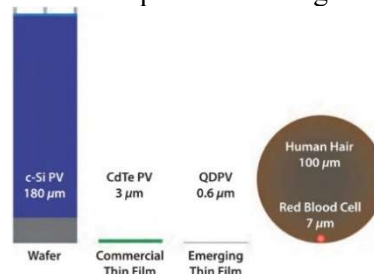 c-Si PV
180 µm
CdTe PV
3 µm
QDPV
0.6 µm
Human Hair
100 µm
Red Blood Cell
7 µm
Wafer
Commercial
Thin Film
Emerging
Thin Film